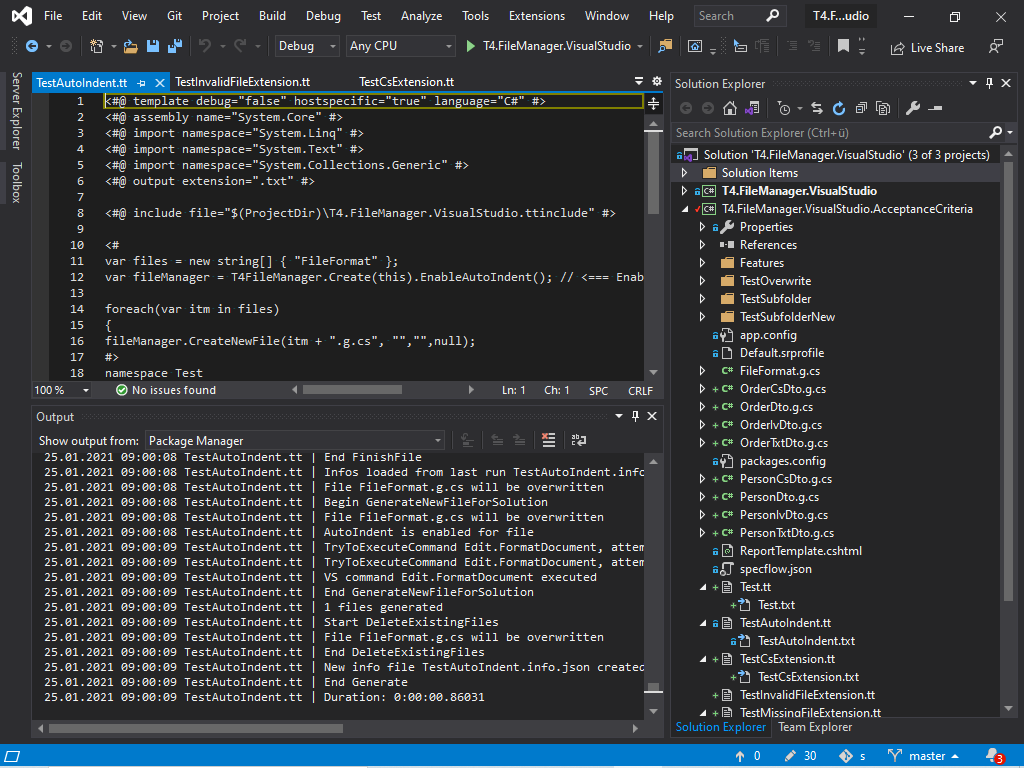 File Edit View Git Project Build Debug Test Analyze Tools Extensions Window Help Search T4.F...udio
Debug Any CPU T4.FileManager.VisualStudio Live Share
Server Explorer
Toolbox
TestAutoIndent.tt TestInvalidFileExtension.tt TestCsExtension.tt
1 <#@ template debug="false" hostspecific="true" language="C#" #>
2 <#@ assembly name="System.Core" #>
3 <#@ import namespace="System.Linq" #>
4 <#@ import namespace="System.Text" #>
5 <#@ import namespace="System.Collections.Generic" #>
6 <#@ output extension=".txt" #>
7
8 <#@ include file="$(ProjectDir)\T4.FileManager.VisualStudio.ttinclude" #>
9
10 <#
11 var files = new string[] { "FileFormat" };
12 var fileManager = T4FileManager.Create(this).EnableAutoIndent(); // <=== Enab
13
14 foreach(var itm in files)
15 {
16 fileManager.CreateNewFile(itm + ".g.cs", "","",null);
17 #>
18 namespace Test
100 % No issues found Ln: 1 Ch: 1 SPC CRLF
Output
Show output from: Package Manager
25.01.2021 09:00:08 TestAutoIndent.tt | End FinishFile
25.01.2021 09:00:08 TestAutoIndent.tt | Infos loaded from last run TestAutoIndent.info
25.01.2021 09:00:08 TestAutoIndent.tt | File FileFormat.g.cs will be overwritten
25.01.2021 09:00:08 TestAutoIndent.tt | Begin GenerateNewFileForSolution
25.01.2021 09:00:08 TestAutoIndent.tt | File FileFormat.g.cs will be overwritten
25.01.2021 09:00:08 TestAutoIndent.tt | AutoIndent is enabled for file
25.01.2021 09:00:09 TestAutoIndent.tt | TryToExecuteCommand Edit.FormatDocument, attem
25.01.2021 09:00:09 TestAutoIndent.tt | TryToExecuteCommand Edit.FormatDocument, attem
25.01.2021 09:00:09 TestAutoIndent.tt | VS command Edit.FormatDocument executed
25.01.2021 09:00:09 TestAutoIndent.tt | End GenerateNewFileForSolution
25.01.2021 09:00:09 TestAutoIndent.tt | 1 files generated
25.01.2021 09:00:09 TestAutoIndent.tt | Start DeleteExistingFiles
25.01.2021 09:00:09 TestAutoIndent.tt | File FileFormat.g.cs will be overwritten
25.01.2021 09:00:09 TestAutoIndent.tt | End DeleteExistingFiles
25.01.2021 09:00:09 TestAutoIndent.tt | New info file TestAutoIndent.info.json created
25.01.2021 09:00:09 TestAutoIndent.tt | End Generate
25.01.2021 09:00:09 TestAutoIndent.tt | Duration: 0:00:00.86031
Solution Explorer
Search Solution Explorer (Ctrl+ü)
Solution 'T4.FileManager.VisualStudio' (3 of 3 projects)
Solution Items
C# T4.FileManager.VisualStudio
C# T4.FileManager.VisualStudio.AcceptanceCriteria
Properties
References
Features
TestOverwrite
TestSubfolder
TestSubfolderNew
app.config
Default.srprofile
C# FileFormat.g.cs
+ C# OrderCsDto.g.cs
+ C# OrderDto.g.cs
+ C# OrderIvDto.g.cs
+ C# OrderTxtDto.g.cs
packages.config
+ C# PersonCsDto.g.cs
+ C# PersonDto.g.cs
+ C# PersonIvDto.g.cs
+ C# PersonTxtDto.g.cs
ReportTemplate.cshtml
specflow.json
+ Test.tt
+ Test.txt
TestAutoIndent.tt
TestAutoIndent.txt
+ TestCsExtension.tt
+ TestCsExtension.txt
+ TestInvalidFileExtension.tt
+ TestMissingFileExtension.tt
Solution Explorer Team Explorer
0 30 s master 3